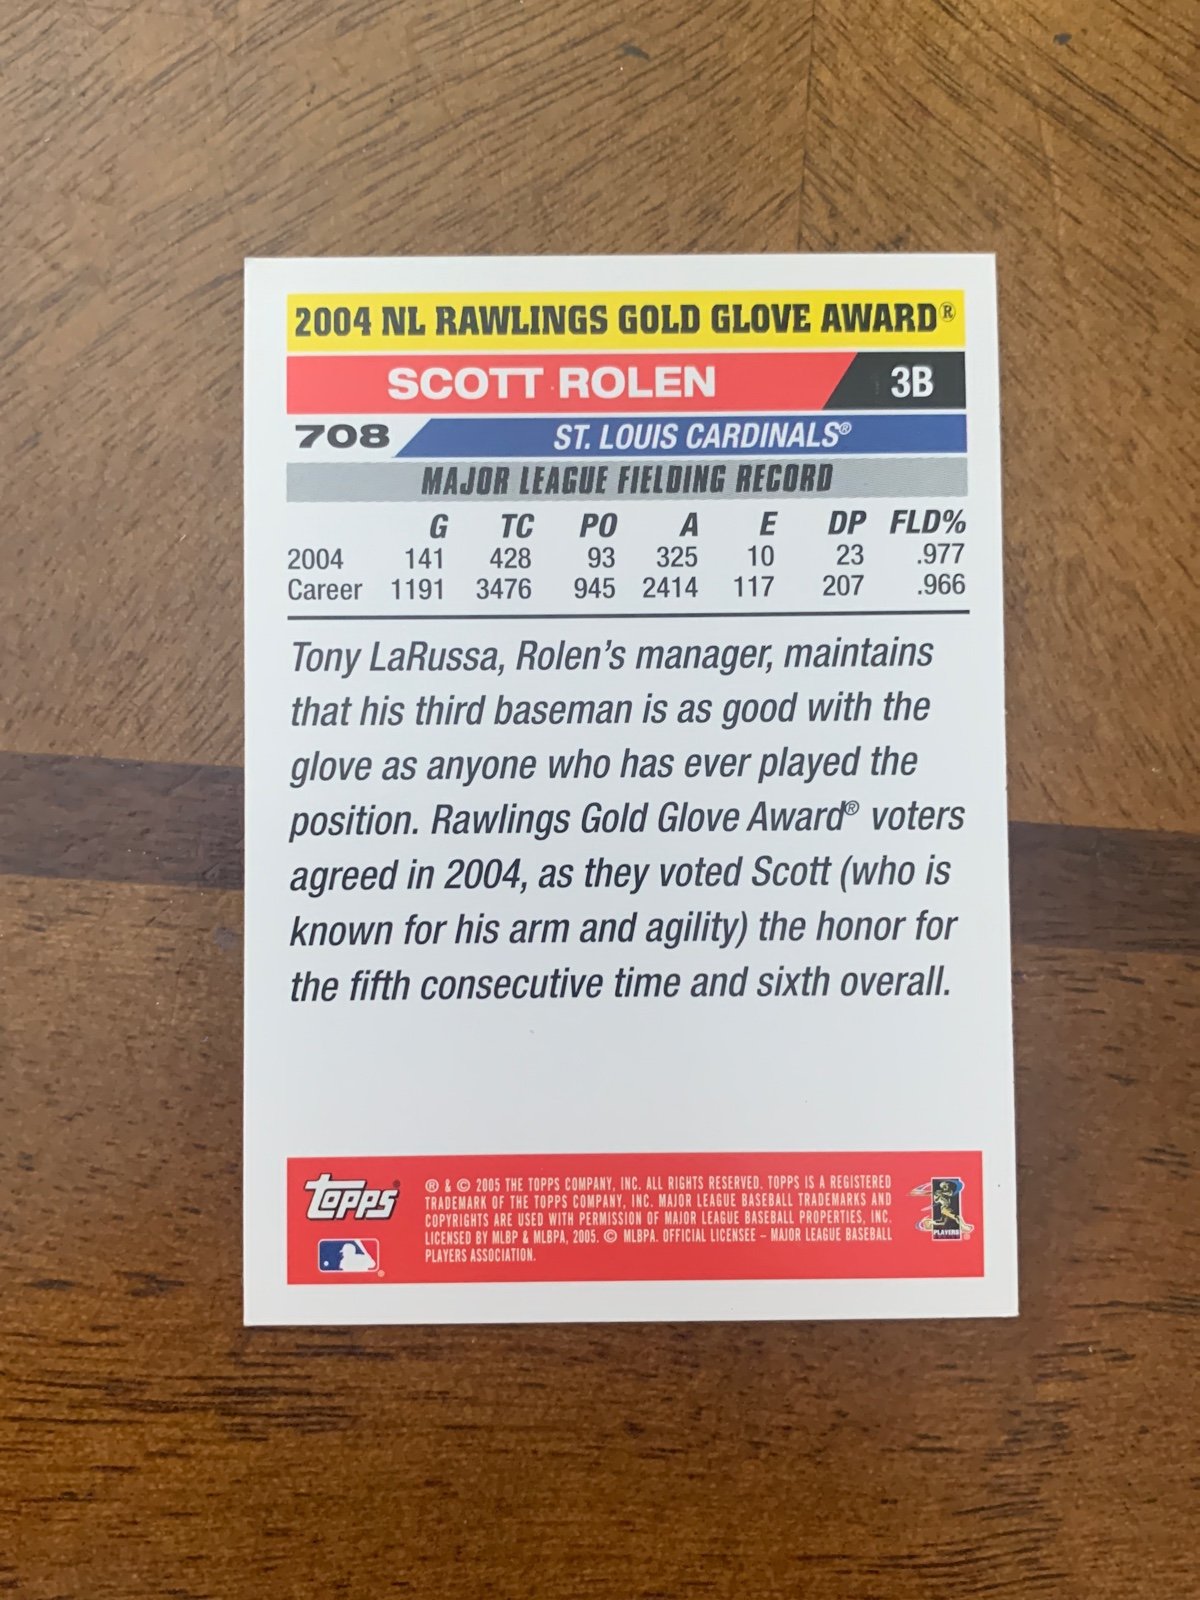 2004 NL RAWLINGS GOLD GLOVE AWARD®
SCOTT ROLEN 3B
708 ST. LOUIS CARDINALS®
MAJOR LEAGUE FIELDING RECORD
G TC PO A E DP FLD%
2004 141 428 93 325 10 23 .977
Career 1191 3476 945 2414 117 207 .966
Tony LaRussa, Rolen's manager, maintains
that his third baseman is as good with the
glove as anyone who has ever played the
position. Rawlings Gold Glove Award® voters
agreed in 2004, as they voted Scott (who is
known for his arm and agility) the honor for
the fifth consecutive time and sixth overall.
Topps
® & © 2005 THE TOPPS COMPANY, INC. ALL RIGHTS RESERVED. TOPPS IS A REGISTERED
TRADEMARK OF THE TOPPS COMPANY, INC. MAJOR LEAGUE BASEBALL TRADEMARKS AND
COPYRIGHTS ARE USED WITH PERMISSION OF MAJOR LEAGUE BASEBALL PROPERTIES, INC.
LICENSED BY MLBP & MLBPA, 2005. © MLBPA. OFFICIAL LICENSEE – MAJOR LEAGUE BASEBALL
PLAYERS ASSOCIATION.
PLAYERS